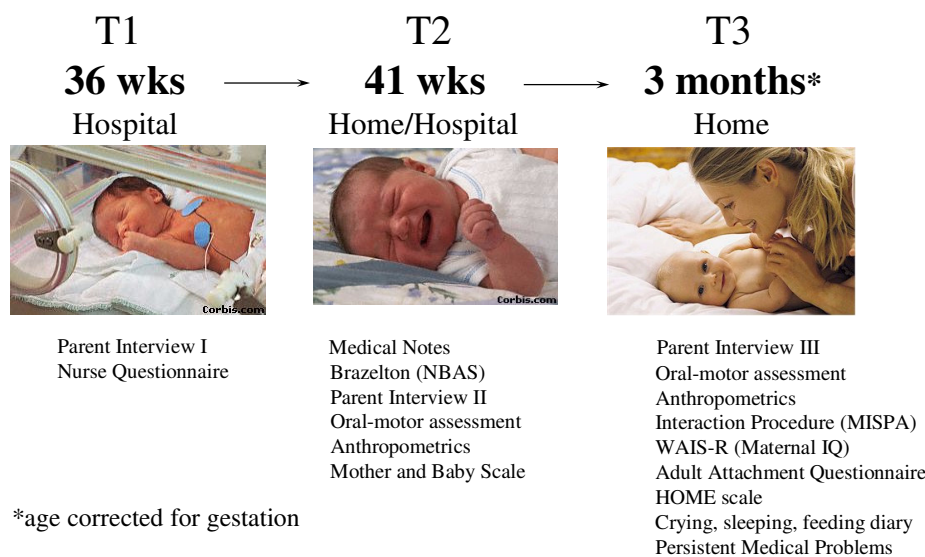 T1
36 wks
Hospital
T2
41 wks
Home/Hospital
T3
3 months*
Home
Corbis.com
Corbis.com
Parent Interview I
Nurse Questionnaire
Medical Notes
Brazelton (NBAS)
Parent Interview II
Oral-motor assessment
Anthropometrics
Mother and Baby Scale
Parent Interview III
Oral-motor assessment
Anthropometrics
Interaction Procedure (MISPA)
WAIS-R (Maternal IQ)
Adult Attachment Questionnaire
HOME scale
Crying, sleeping, feeding diary
Persistent Medical Problems
*age corrected for gestation